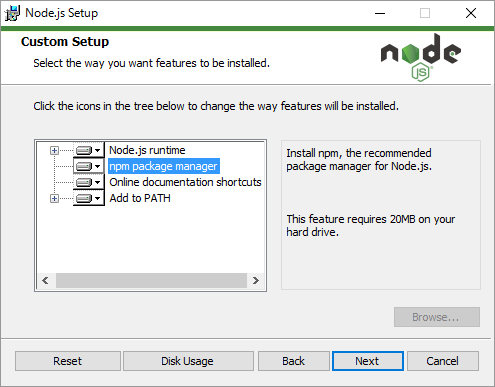 Node.js Setup
Custom Setup
Select the way you want features to be installed.
node
JS
Click the icons in the tree below to change the way features will be installed.
Node.js runtime
npm package manager
Online documentation shortcuts
Add to PATH
Install npm, the recommended
package manager for Node.js.
This feature requires 20MB on your
hard drive.
Browse...
Reset
Disk Usage
Back
Next
Cancel